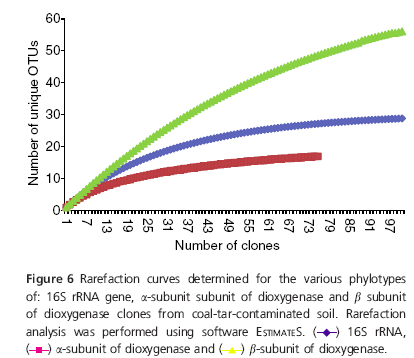 60
50
40
30
20
10
0
Number of unique OTUs
1 7 13 19 25 31 37 43 49 55 61 67 73 79 85 91 97
Number of clones
Figure 6 Rarefaction curves determined for the various phylotypes
of: 16S rRNA gene, α-subunit subunit of dioxygenase and β subunit
of dioxygenase clones from coal-tar-contaminated soil. Rarefaction
analysis was performed using software ESTIMATES. (—) 16S rRNA,
(—) α-subunit of dioxygenase and (—) β-subunit of dioxygenase.